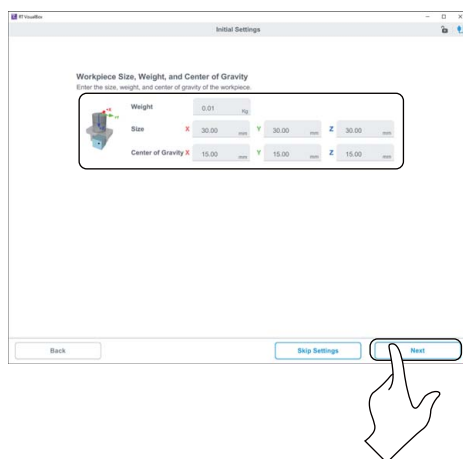 RT VisualBox
Initial Settings
Workpiece Size, Weight, and Center of Gravity
Enter the size, weight, and center of gravity of the workpiece.
+X
+Y
Weight 0.01 Kg
Size X 30.00 mm Y 30.00 mm Z 30.00 mm
Center of Gravity X 15.00 mm Y 15.00 mm Z 15.00 mm
Back Skip Settings Next